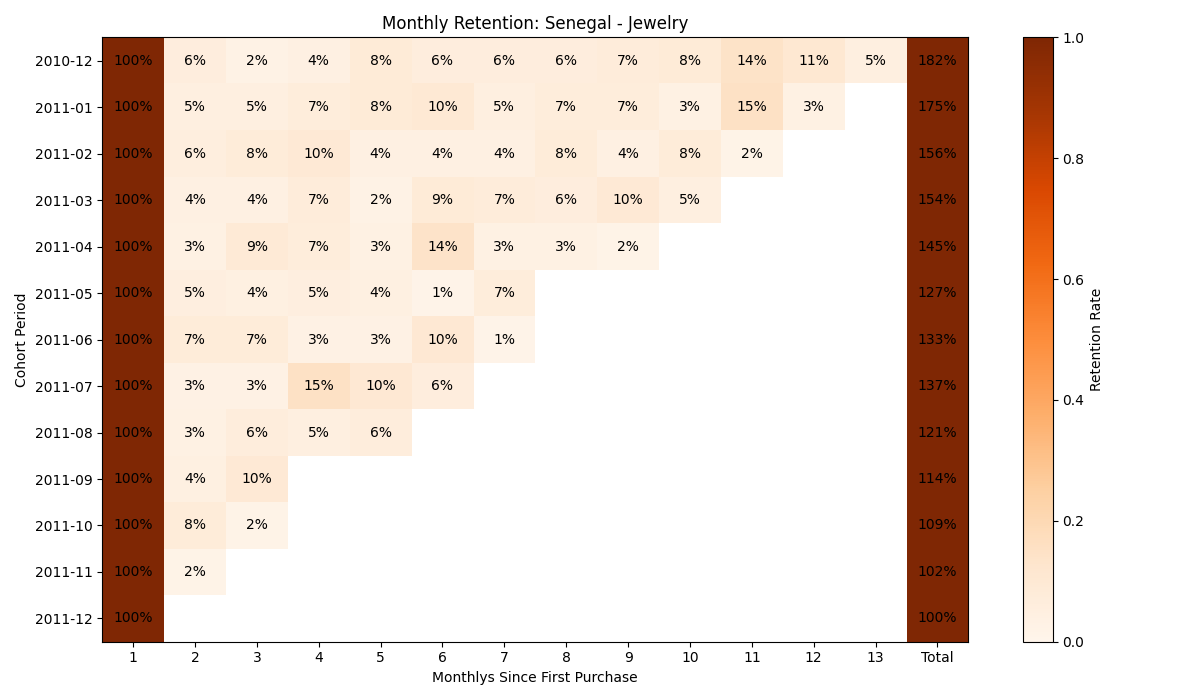 Monthly Retention: Senegal - Jewelry
2010-12 100% 6% 2% 4% 8% 6% 6% 6% 7% 8% 14% 11% 5% 182%
2011-01 100% 5% 5% 7% 8% 10% 5% 7% 7% 3% 15% 3% 175%
2011-02 100% 6% 8% 10% 4% 4% 4% 8% 4% 8% 2% 156%
2011-03 100% 4% 4% 7% 2% 9% 7% 6% 10% 5% 154%
2011-04 100% 3% 9% 7% 3% 14% 3% 3% 2% 145%
2011-05 100% 5% 4% 5% 4% 1% 7% 127%
2011-06 100% 7% 7% 3% 3% 10% 1% 133%
2011-07 100% 3% 3% 15% 10% 6% 137%
2011-08 100% 3% 6% 5% 6% 121%
2011-09 100% 4% 10% 114%
2011-10 100% 8% 2% 109%
2011-11 100% 2% 102%
2011-12 100% 100%
1 2 3 4 5 6 7 8 9 10 11 12 13 Total
Monthlys Since First Purchase
Cohort Period
1.0
0.8
0.6
0.4
0.2
0.0
Retention Rate